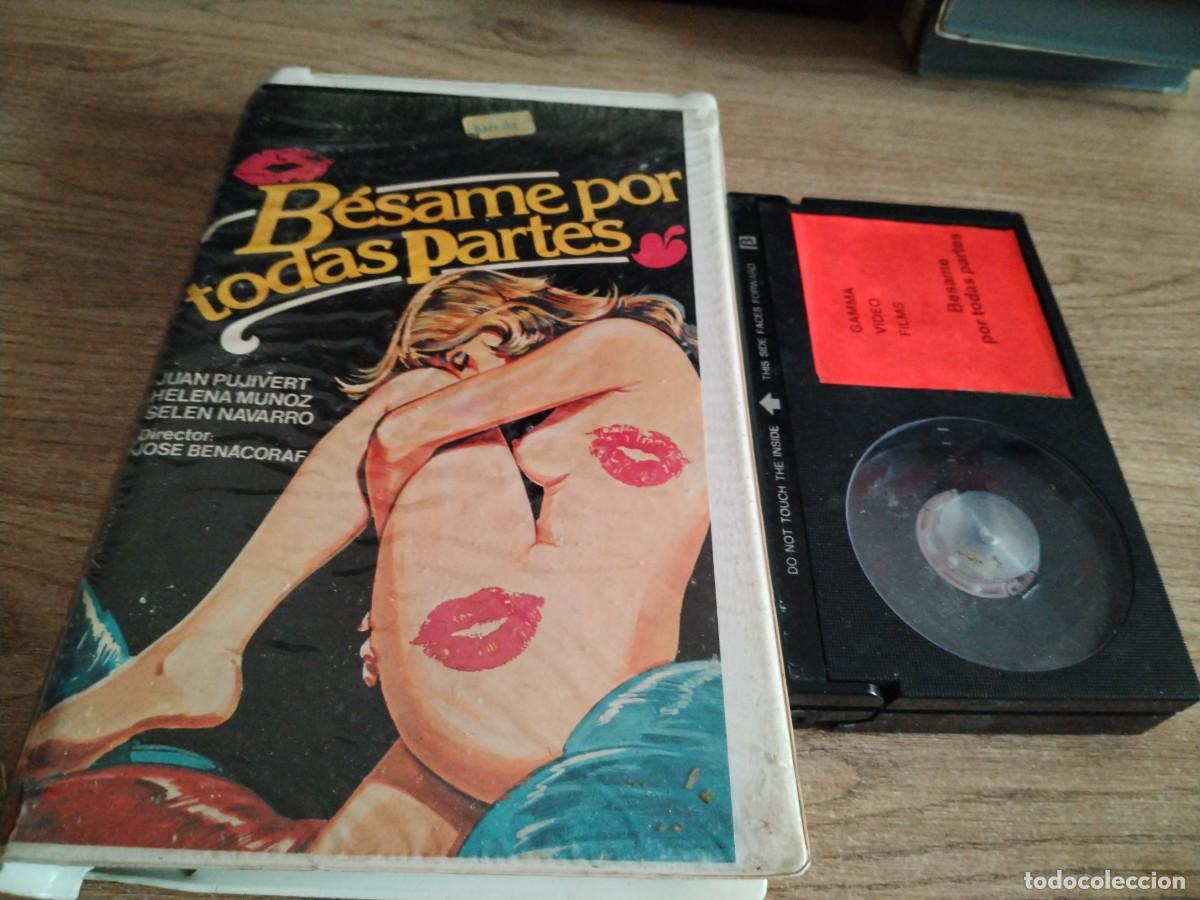 Bésame por
todas partes
JUAN PUJIVERT
HELENA MUNOZ
SELEN NAVARRO
Director:
JOSE BENACORAF
DO NOT TOUCH THE INSIDE THIS SIDE FACES FORWARD
GAMMA
VIDEO
FILMS
Besame
por todas partes
todocoleccion